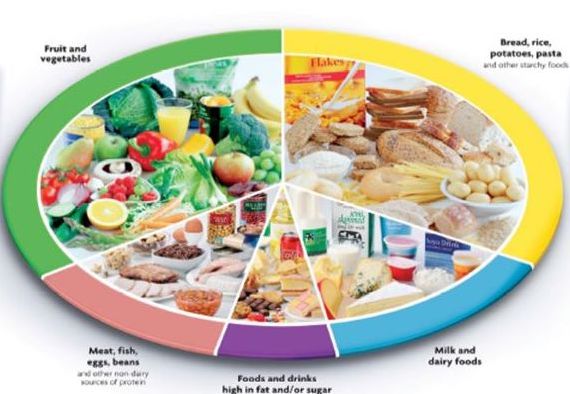 Fruit and
vegetables
Bread, rice,
potatoes, pasta
and other starchy foods
Flakes
Meat, fish,
eggs, beans
and other non-dairy
sources of protein
Foods and drinks
high in fat and/or sugar
Milk and
dairy foods